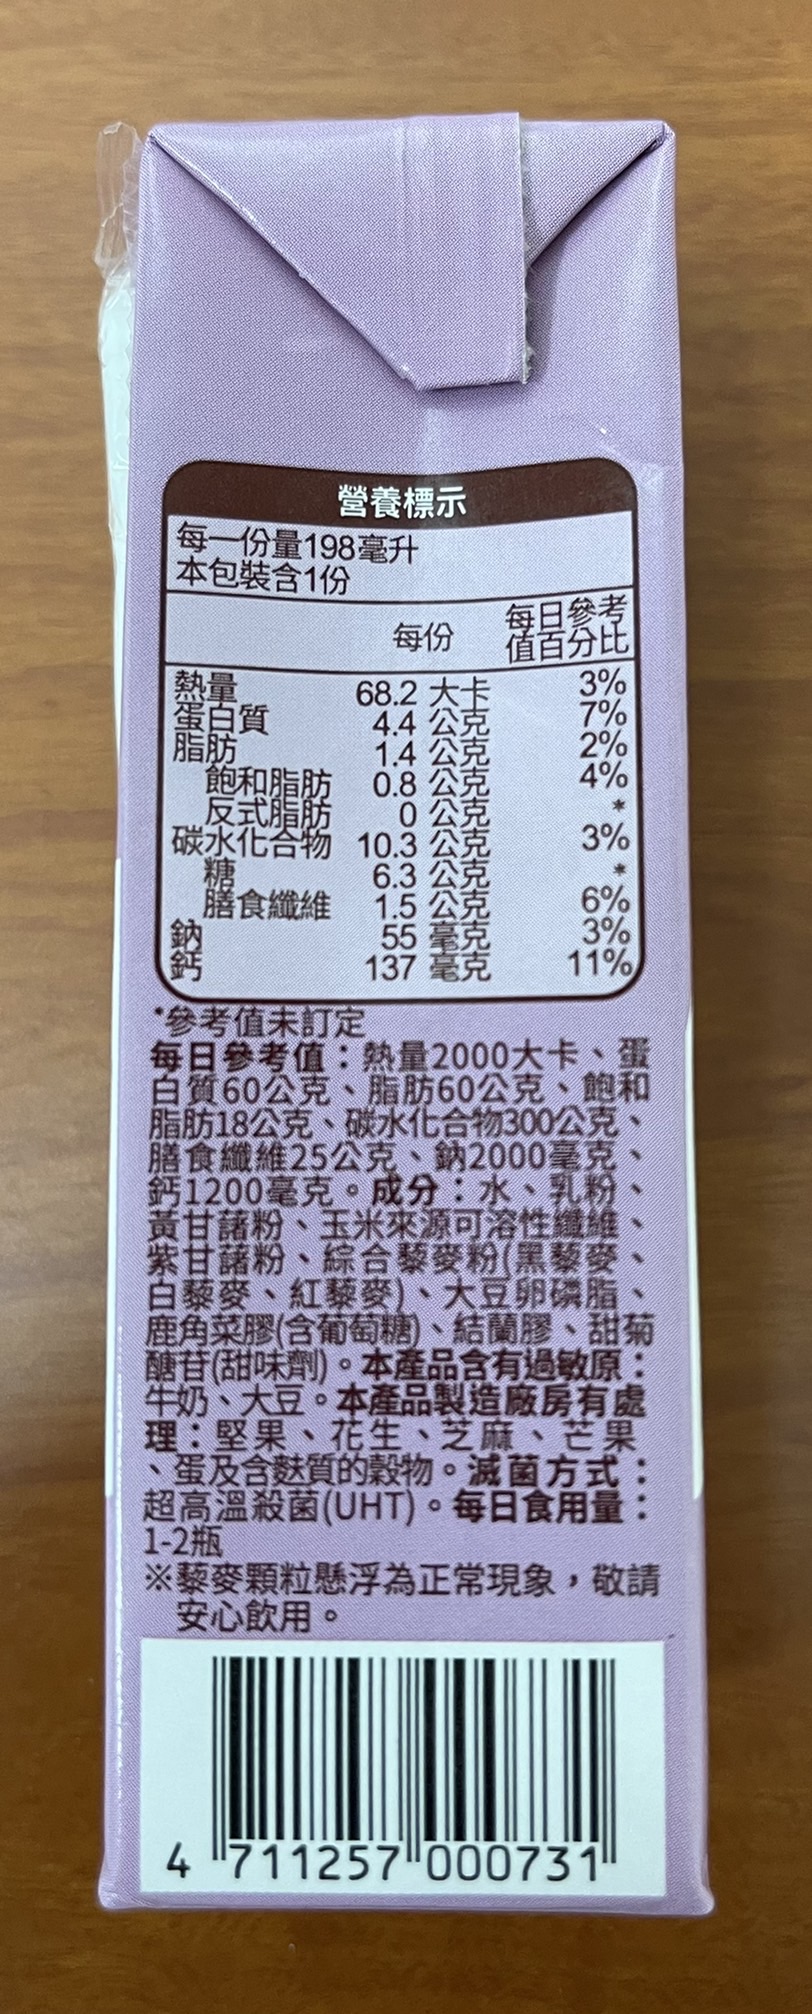 營養標示
每一份量198毫升
本包裝含1份
每份 每日參考值百分比
熱量 68.2 大卡 3%
蛋白質 4.4 公克 7%
脂肪 1.4 公克 2%
飽和脂肪 0.8 公克 4%
反式脂肪 0 公克 *
碳水化合物 10.3 公克 3%
糖 6.3 公克 *
膳食纖維 1.5 公克 6%
鈉 55 毫克 3%
鈣 137 毫克 11%
*參考值未訂定
每日參考值：熱量2000大卡、蛋
白質60公克、脂肪60公克、飽和
脂肪18公克、碳水化合物300公克、
膳食纖維25公克、鈉2000毫克、
鈣1200毫克。成分：水、乳粉、
黃甘藷粉、玉米來源可溶性纖維、
紫甘藷粉、綜合藜麥粉(黑藜麥、
白藜麥、紅藜麥)、大豆卵磷脂、
鹿角菜膠(含葡萄糖)、結蘭膠、甜菊
醣苷(甜味劑)。本產品含有過敏原：
牛奶、大豆。本產品製造廠房有處
理：堅果、花生、芝麻、芒果
、蛋及含麩質的穀物。滅菌方式：
超高溫殺菌(UHT)。每日食用量：
1-2瓶
※藜麥顆粒懸浮為正常現象，敬請
安心飲用。
4 711257 000731